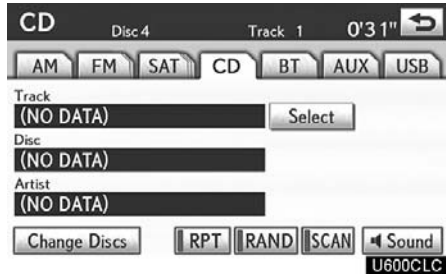 CD Disc 4 Track 1 0'31"
AM FM SAT CD BT AUX USB
Track
(NO DATA) Select
Disc
(NO DATA)
Artist
(NO DATA)
Change Discs RPT RAND SCAN Sound
U600CLC